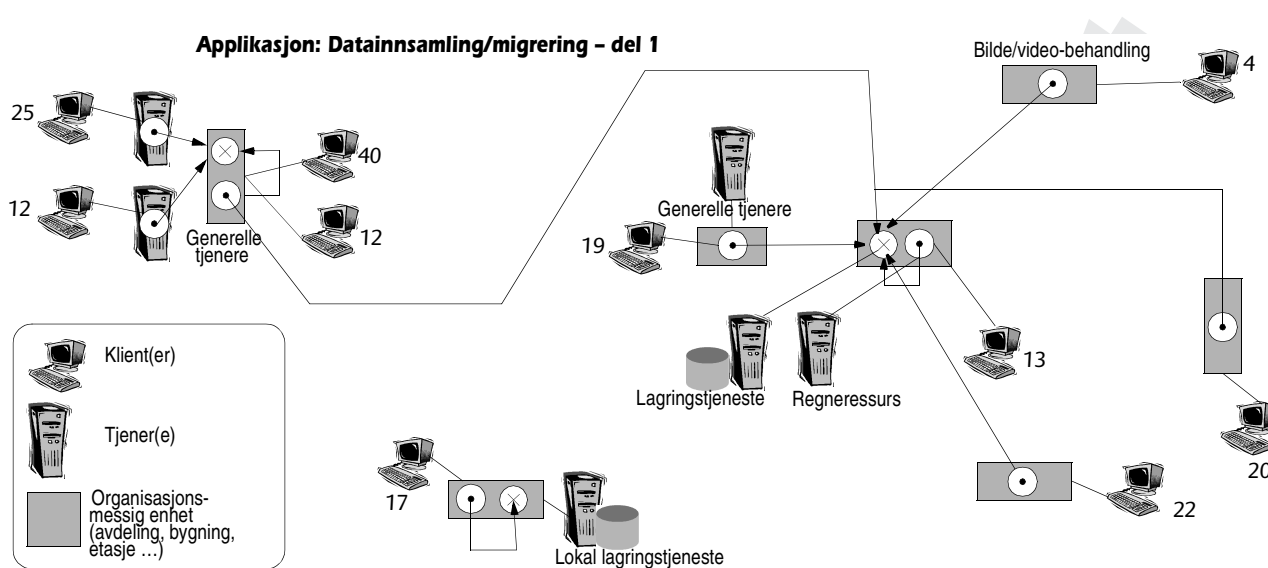 Applikasjon: Datainnsamling/migrering – del 1
Bilde/video-behandling
4
25
40
12
12
Generelle
tjenere
Generelle tjenere
19
13
Lagringstjeneste
Regneressurs
20
22
17
Lokal lagringstjeneste
Klient(er)
Tjener(e)
Organisasjons-
messig enhet
(avdeling, bygning,
etasje ...)